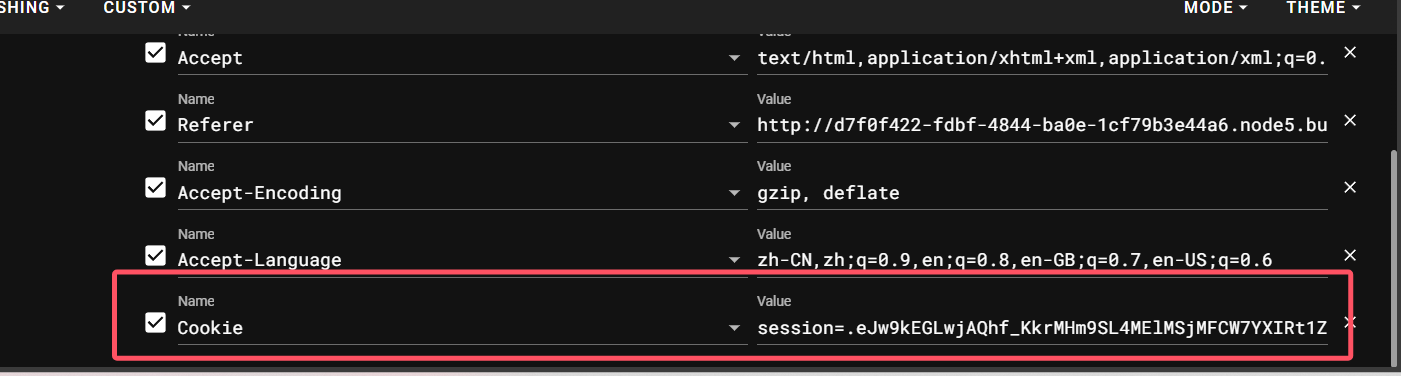 SHING CUSTOM MODE THEME
Name Value
Accept text/html,application/xhtml+xml,application/xml;q=0.
Name Value
Referer http://d7f0f422-fdbf-4844-ba0e-1cf79b3e44a6.node5.bu
Name Value
Accept-Encoding gzip, deflate
Name Value
Accept-Language zh-CN,zh;q=0.9,en;q=0.8,en-GB;q=0.7,en-US;q=0.6
Name Value
Cookie session=.eJw9kEGLwjAQhf_KkrMHm9SL4MElMSjMFCW7YXIRt1Z